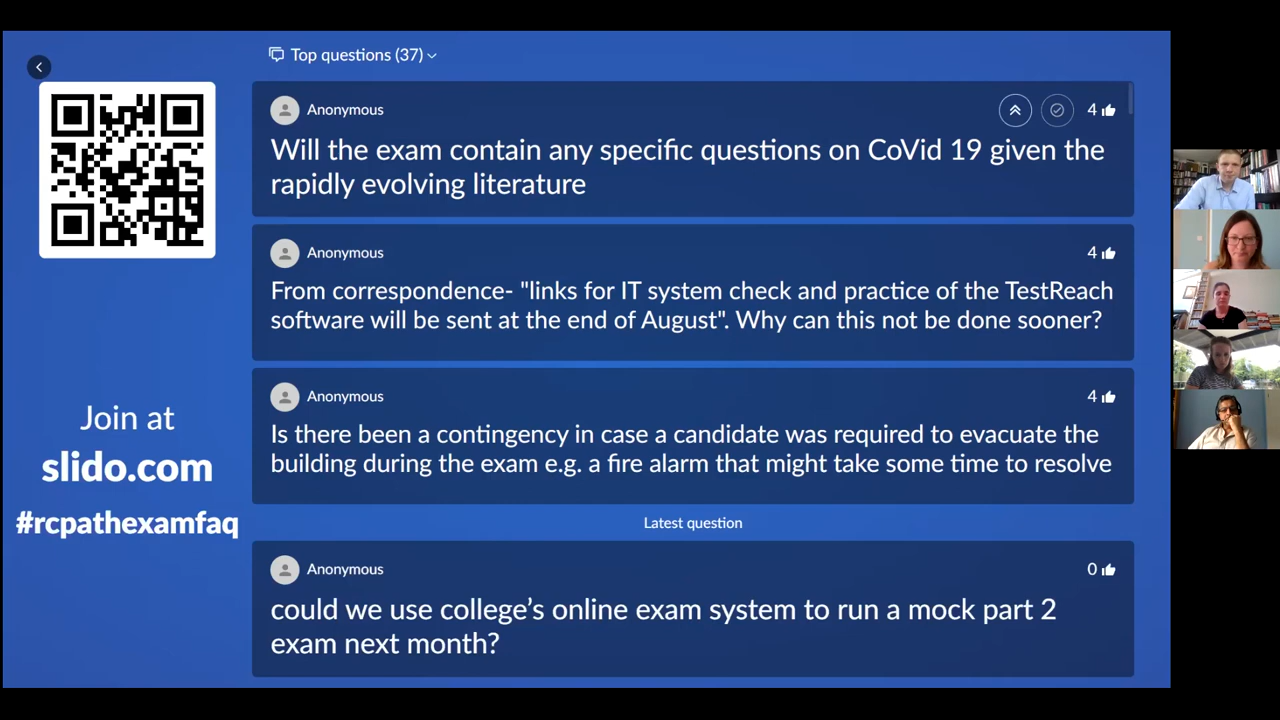 Top questions (37)
Anonymous
4
Will the exam contain any specific questions on CoVid 19 given the
rapidly evolving literature
Anonymous
4
From correspondence- "links for IT system check and practice of the TestReach
software will be sent at the end of August". Why can this not be done sooner?
Anonymous
4
Is there been a contingency in case a candidate was required to evacuate the
building during the exam e.g. a fire alarm that might take some time to resolve
Latest question
Anonymous
0
could we use college’s online exam system to run a mock part 2
exam next month?
Join at
slido.com
#rcpathexamfaq